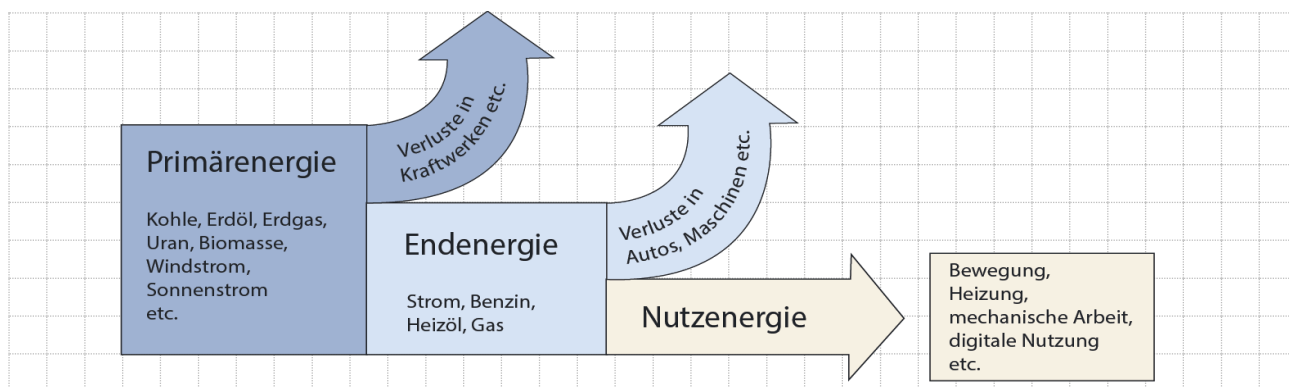 Primärenergie
Kohle, Erdöl, Erdgas,
Uran, Biomasse,
Windstrom,
Sonnenstrom
etc.
Verluste in
Kraftwerken etc.
Endenergie
Strom, Benzin,
Heizöl, Gas
Verluste in
Autos, Maschinen etc.
Nutzenergie
Bewegung,
Heizung,
mechanische Arbeit,
digitale Nutzung
etc.